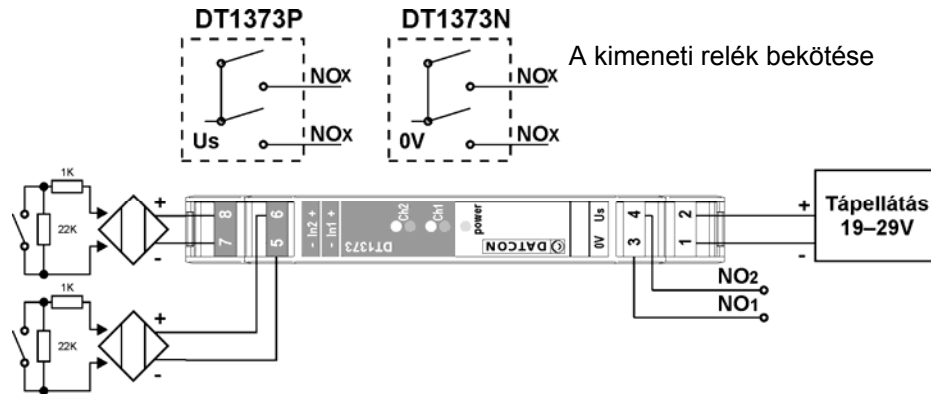 DT1373P
DT1373N
A kimeneti relék bekötése
NOX
NOX
Us
NOX
NOX
0V
1K
22K
+
-
8
7
6
5
- In2 +
- In1 +
DT1373
Ch2
Ch1
power
DATCON
0V Us
4
3
2
1
+
-
Tápellátás
19–29V
NO2
NO1
1K
22K
+
-